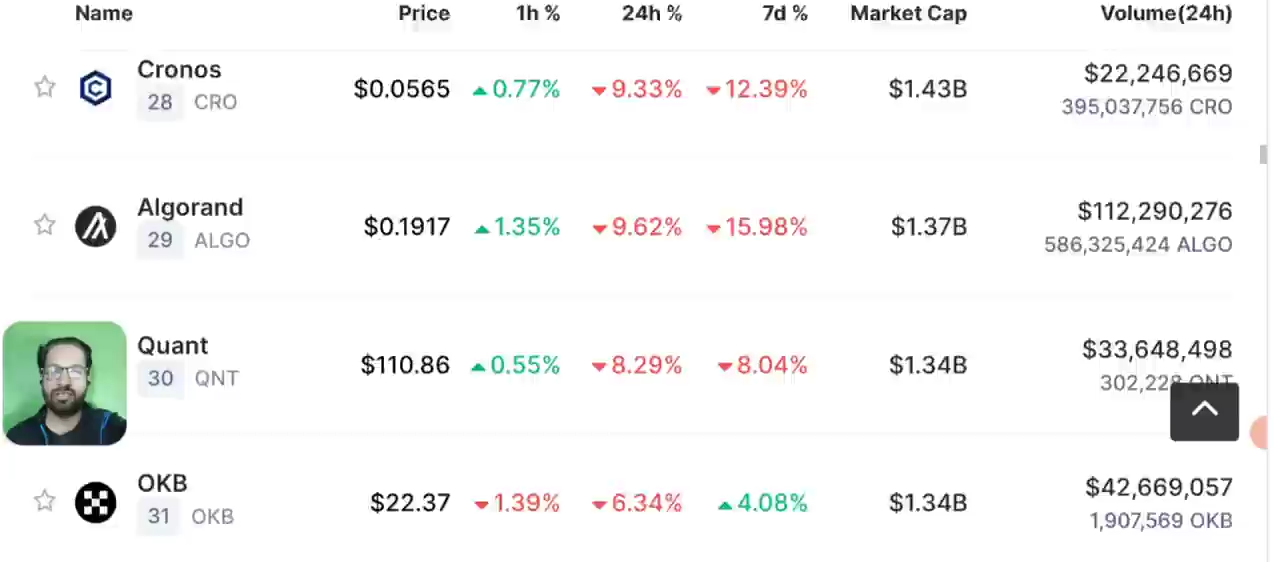 Name Price 1h % 24h % 7d % Market Cap Volume(24h)
Cronos
28 CRO
$0.0565 0.77% 9.33% 12.39% $1.43B $22,246,669
395,037,756 CRO
Algorand
29 ALGO
$0.1917 1.35% 9.62% 15.98% $1.37B $112,290,276
586,325,424 ALGO
Quant
30 QNT
$110.86 0.55% 8.29% 8.04% $1.34B $33,648,498
302,228 QNT
OKB
31 OKB
$22.37 1.39% 6.34% 4.08% $1.34B $42,669,057
1,907,569 OKB